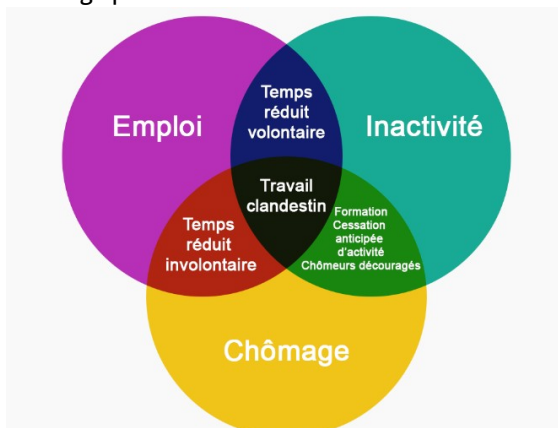 Emploi
Temps
réduit
volontaire
Inactivité
Travail
clandestin
Temps
réduit
involontaire
Formation
Cessation
anticipée
d'activité
Chômeurs découragés
Chômage